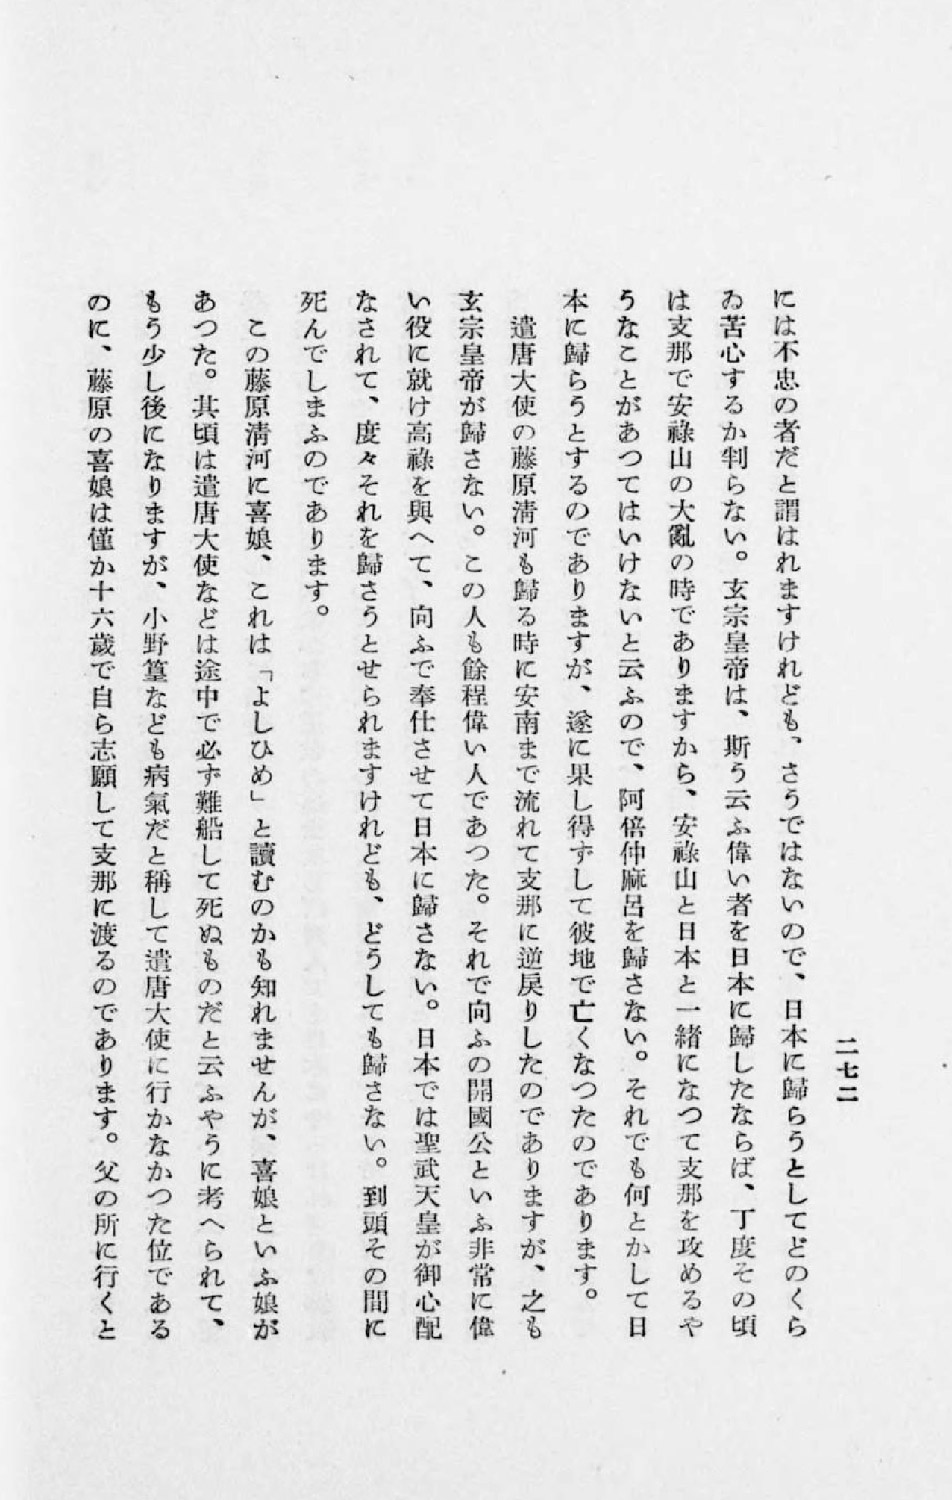 二七二
には不忠の者だと謂はれますけれども、さうではないので、日本に歸らうとしてどのくら
ゐ苦心するか判らない。玄宗皇帝は、斯う云ふ偉い者を日本に歸したならば、丁度その頃
は支那で安祿山の大亂の時でありますから、安祿山と日本と一緒になつて支那を攻めるや
うなことがあつてはいけないと云ふので、阿倍仲麻呂を歸さない。それでも何とかして日
本に歸らうとするのでありますが、遂に果し得ずして彼地で亡くなつたのであります。
遣唐大使の藤原淸河も歸る時に安南まで流れて支那に逆戾りしたのでありますが、之も
玄宗皇帝が歸さない。この人も餘程偉い人であつた。それで向ふの開國公といふ非常に偉
い役に就け高祿を與へて、向ふで奉仕させて日本に歸さない。日本では聖武天皇が御心配
なされて、度々それを歸さうとせられますけれども、どうしても歸さない。到頭その間に
死んでしまふのであります。
この藤原淸河に喜娘、これは「よしひめ」と讀むのかも知れませんが、喜娘といふ娘が
あつた。其頃は遣唐大使などは途中で必ず難船して死ぬものだと云ふやうに考へられて、
もう少し後になりますが、小野篁なども病氣だと稱して遣唐大使に行かなかつた位である
のに、藤原の喜娘は僅か十六歲で自ら志願して支那に渡るのであります。父の所に行くと